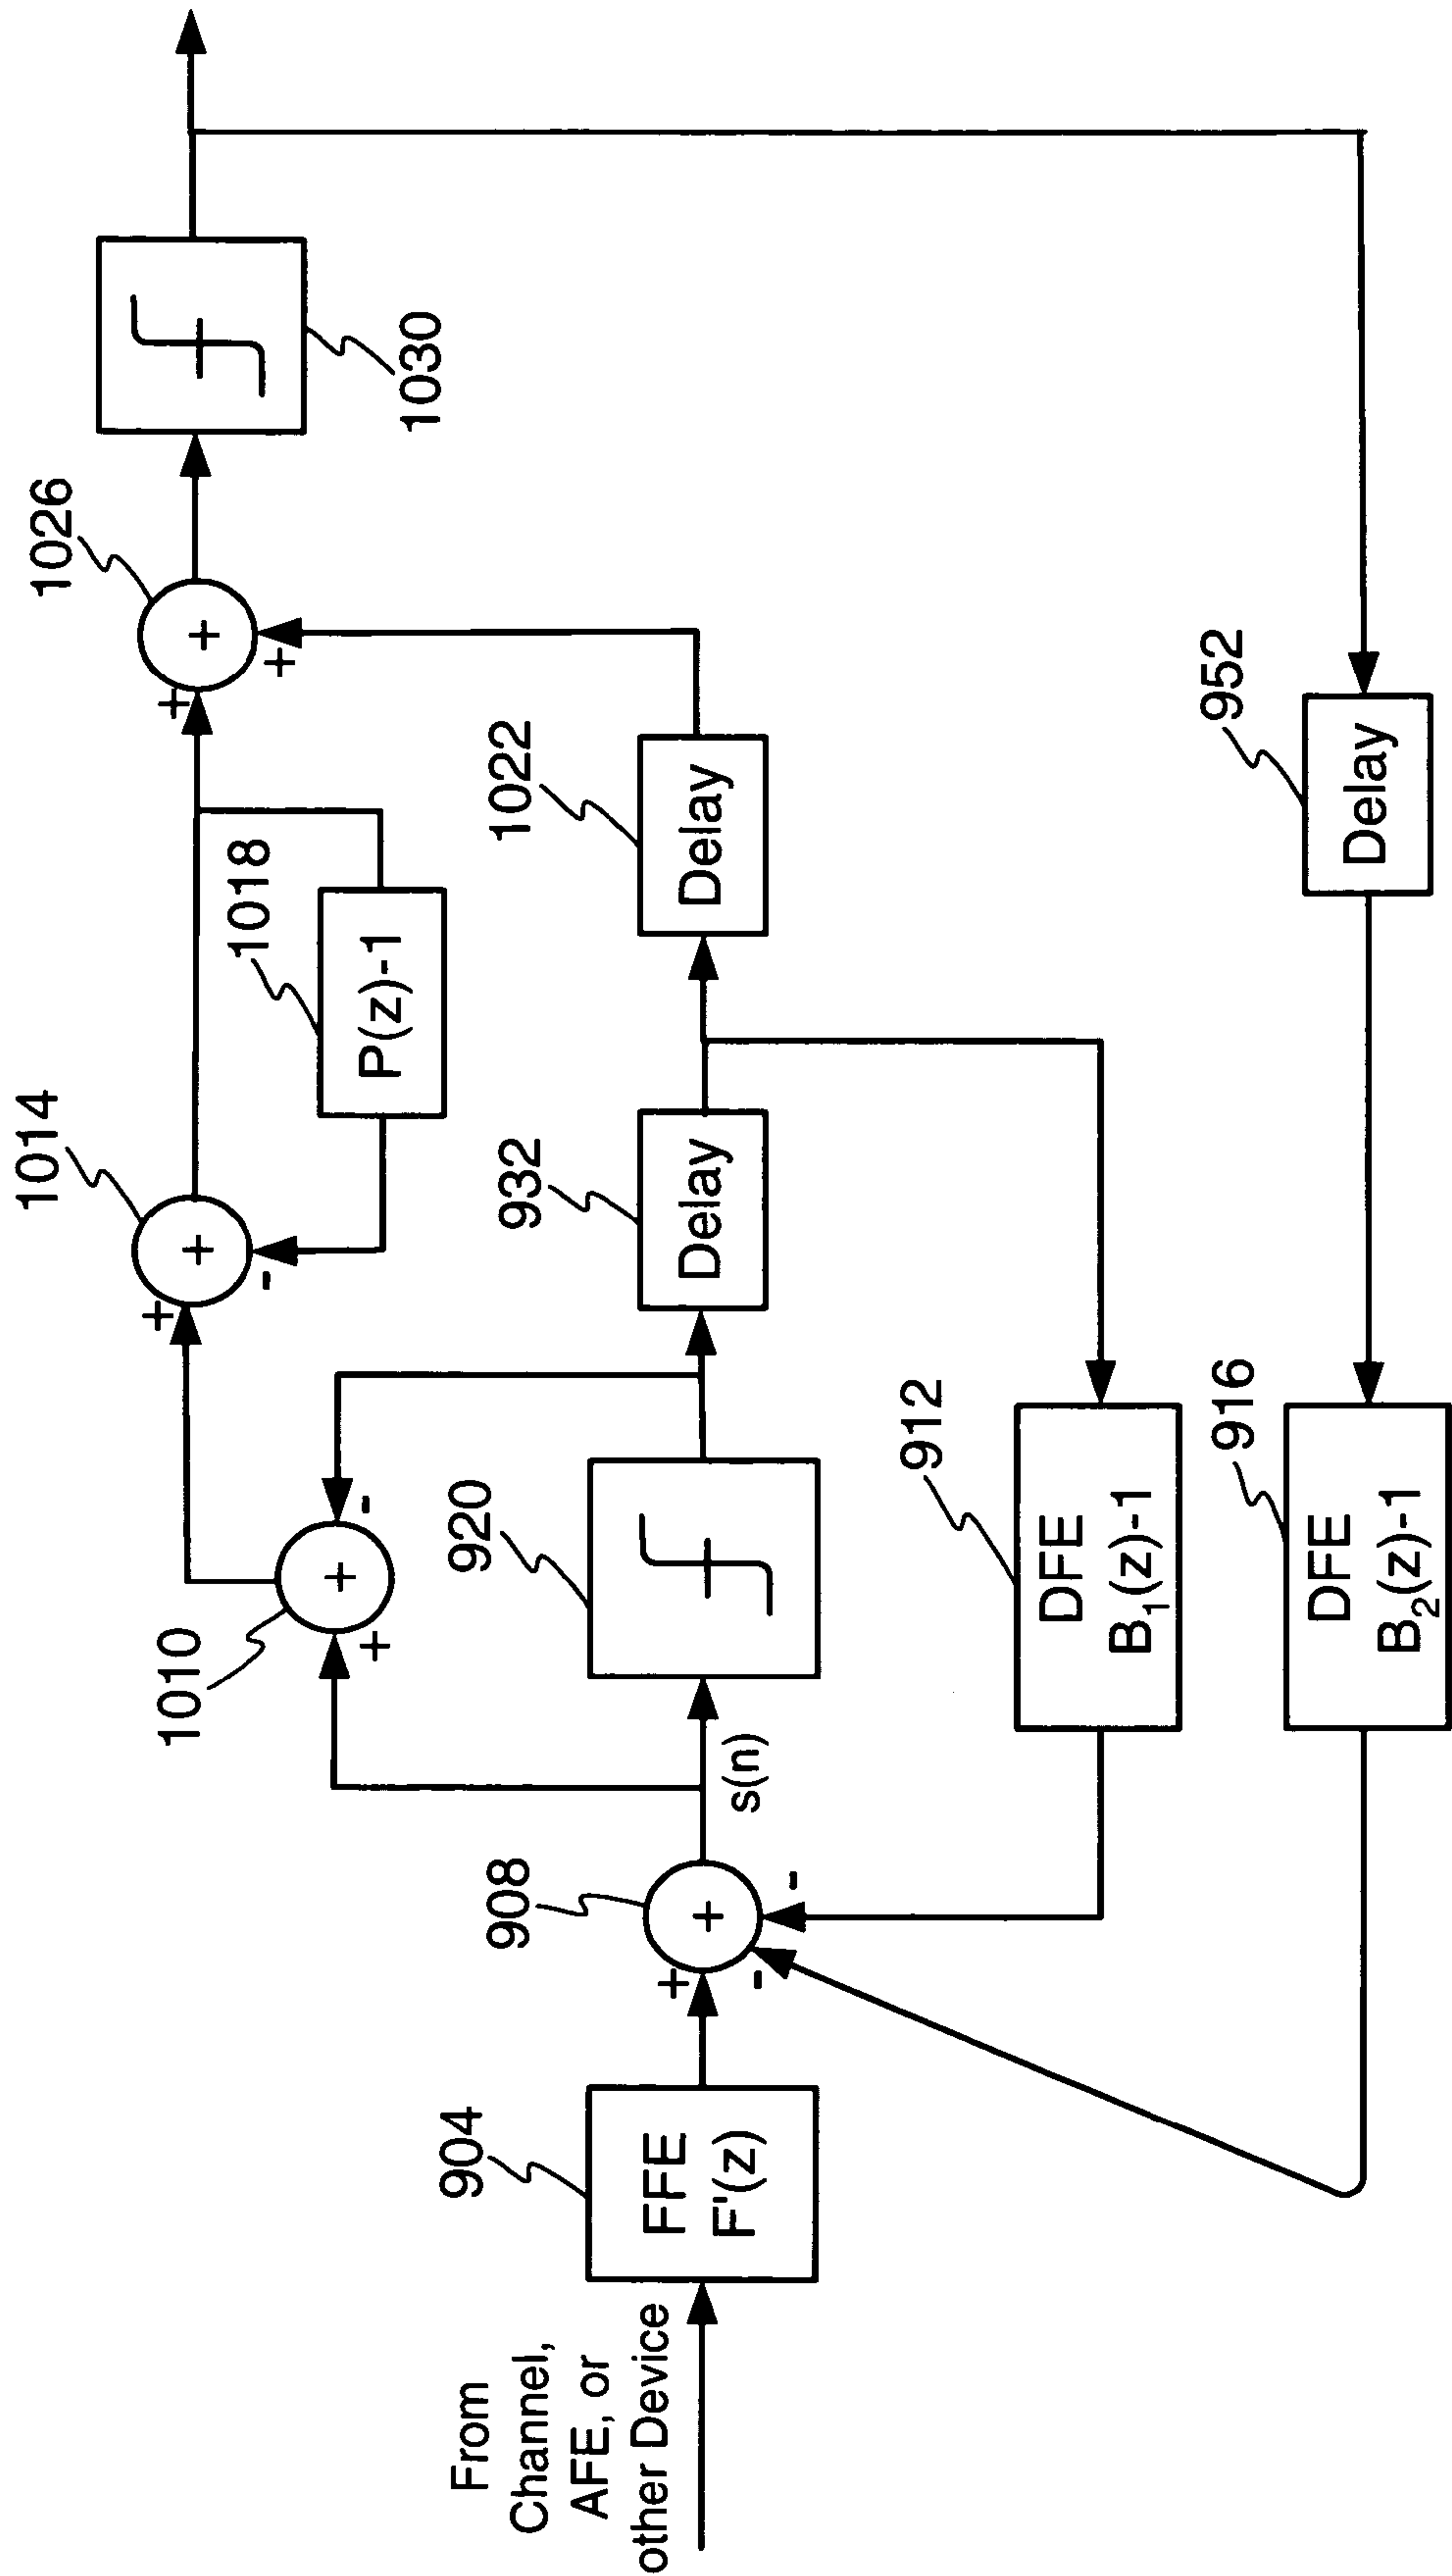 From
Channel,
AFE, or
other Device
904
FFE
F'(z)
908
+
+
-
-
s(n)
1010
+
+
-
920
1014
+
+
-
1018
P(z)-1
932
Delay
1022
Delay
1026
+
+
+
1030
912
DFE
B₁(z)-1
916
DFE
B₂(z)-1
952
Delay